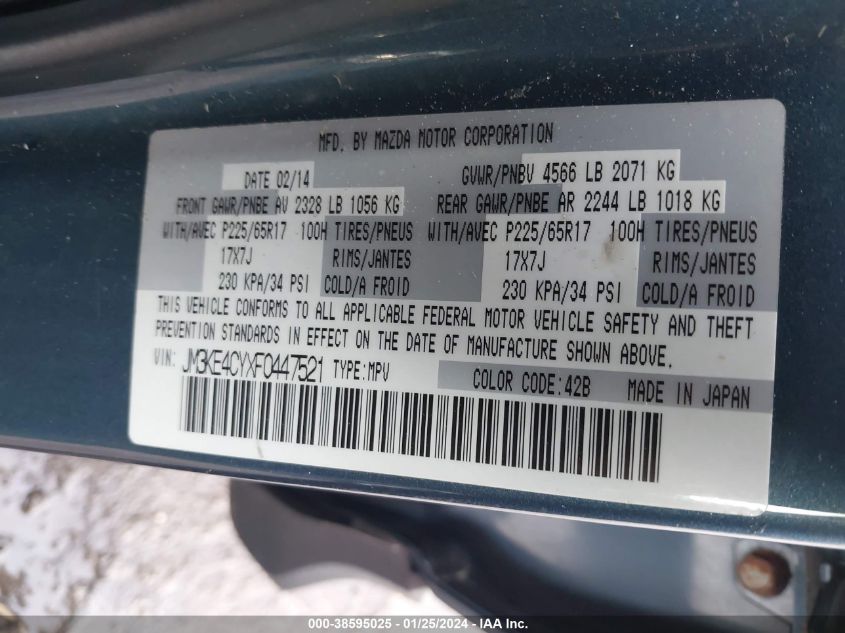 MFD. BY MAZDA MOTOR CORPORATION
DATE 02/14 GVWR/PNBV 4566 LB 2071 KG
FRONT GAWR/PNBE AV 2328 LB 1056 KG REAR GAWR/PNBE AR 2244 LB 1018 KG
WITH/AVEC P225/65R17 100H TIRES/PNEUS WITH/AVEC P225/65R17 100H TIRES/PNEUS
17X7J RIMS/JANTES 17X7J RIMS/JANTES
230 KPA/34 PSI COLD/A FROID 230 KPA/34 PSI COLD/A FROID
THIS VEHICLE CONFORMS TO ALL APPLICABLE FEDERAL MOTOR VEHICLE SAFETY AND THEFT
PREVENTION STANDARDS IN EFFECT ON THE DATE OF MANUFACTURE SHOWN ABOVE.
VIN: JM3KE4CYXF0447521 TYPE:MPV COLOR CODE:42B MADE IN JAPAN
000-38595025 - 01/25/2024 - IAA Inc.